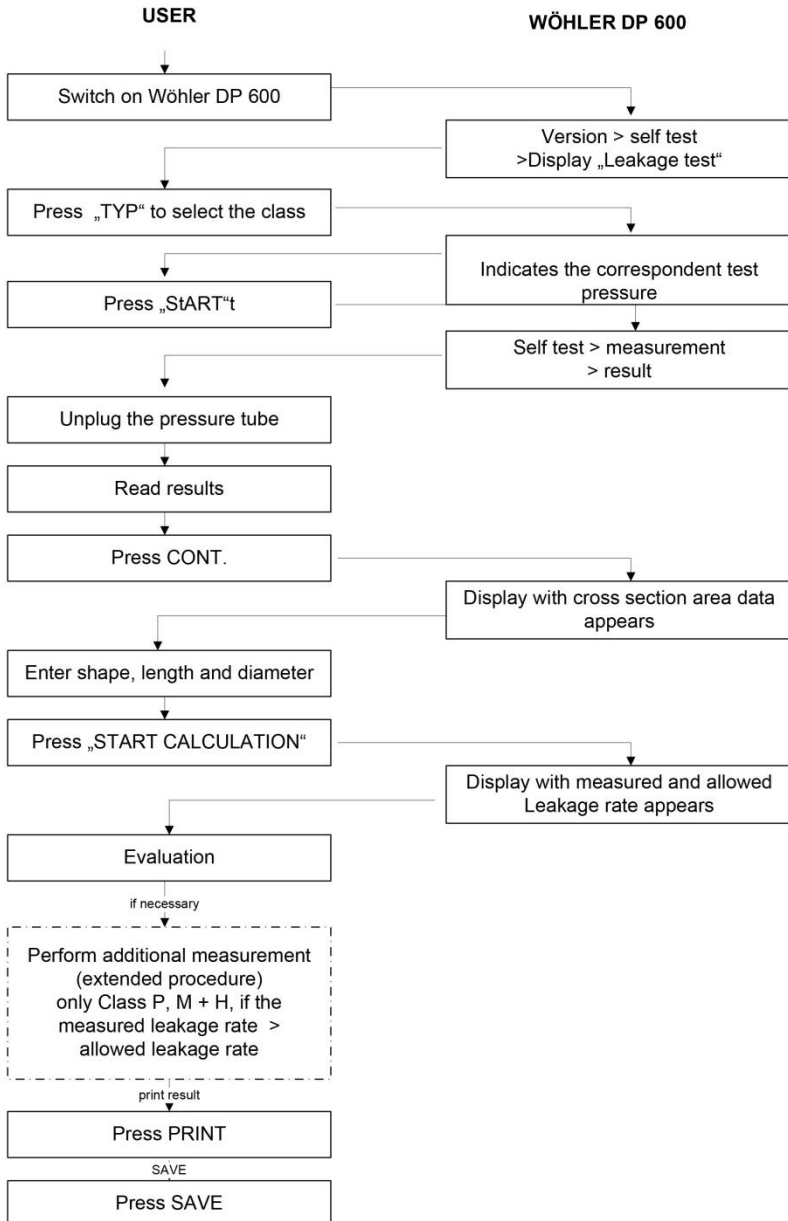 USER
WÖHLER DP 600
Switch on Wöhler DP 600
Version > self test
>Display „Leakage test“
Press „TYP“ to select the class
Indicates the correspondent test
pressure
Press „StART“t
Self test > measurement
> result
Unplug the pressure tube
Read results
Press CONT.
Display with cross section area data
appears
Enter shape, length and diameter
Press „START CALCULATION“
Display with measured and allowed
Leakage rate appears
Evaluation
if necessary
Perform additional measurement
(extended procedure)
only Class P, M + H, if the
measured leakage rate >
allowed leakage rate
print result
Press PRINT
SAVE
Press SAVE